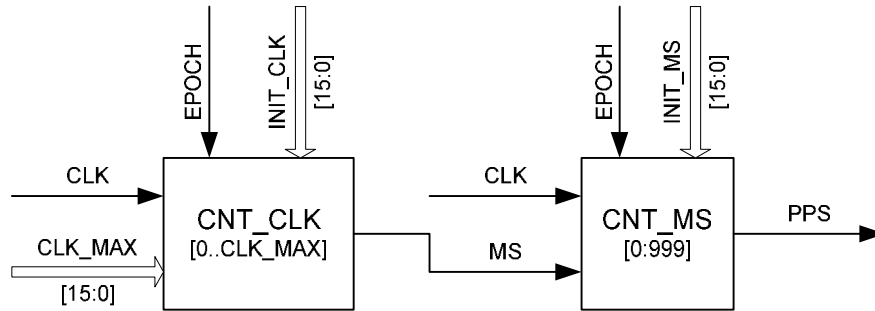 EPOCH
INIT_CLK
[15:0]
EPOCH
INIT_MS
[15:0]
CLK
CLK_MAX
[15:0]
CNT_CLK
[0..CLK_MAX]
CLK
MS
CNT_MS
[0:999]
PPS